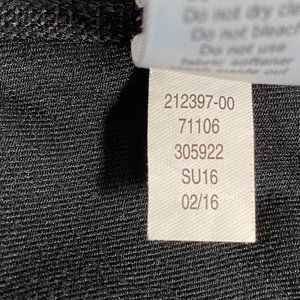 Do not dry cle
Do not bleach
Do not use
fabric softener
212397-00
71106
305922
SU16
02/16